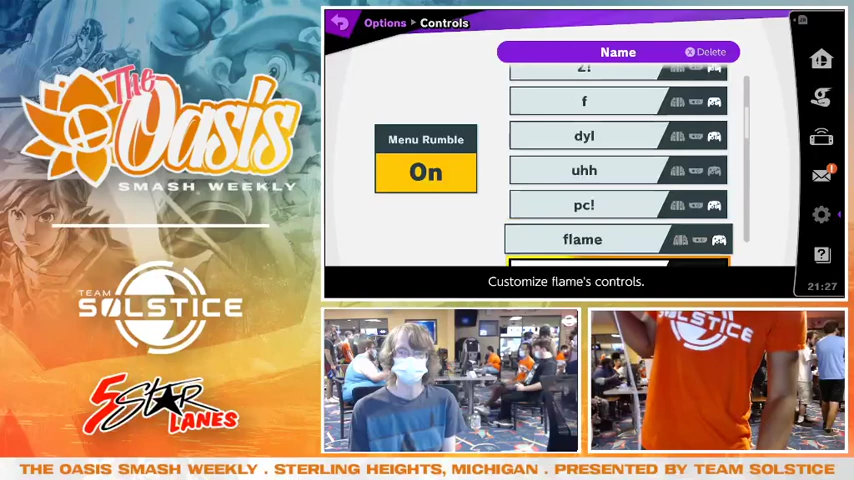 The
Oasis
SMASH WEEKLY
TEAM
SOLSTICE
5 Star
LANES
Options ▸ Controls
Name
X Delete
2!
f
dyl
uhh
pc!
flame
Menu Rumble
On
Customize flame's controls.
21:27
SOLSTICE
THE OASIS SMASH WEEKLY . STERLING HEIGHTS, MICHIGAN . PRESENTED BY TEAM SOLSTICE